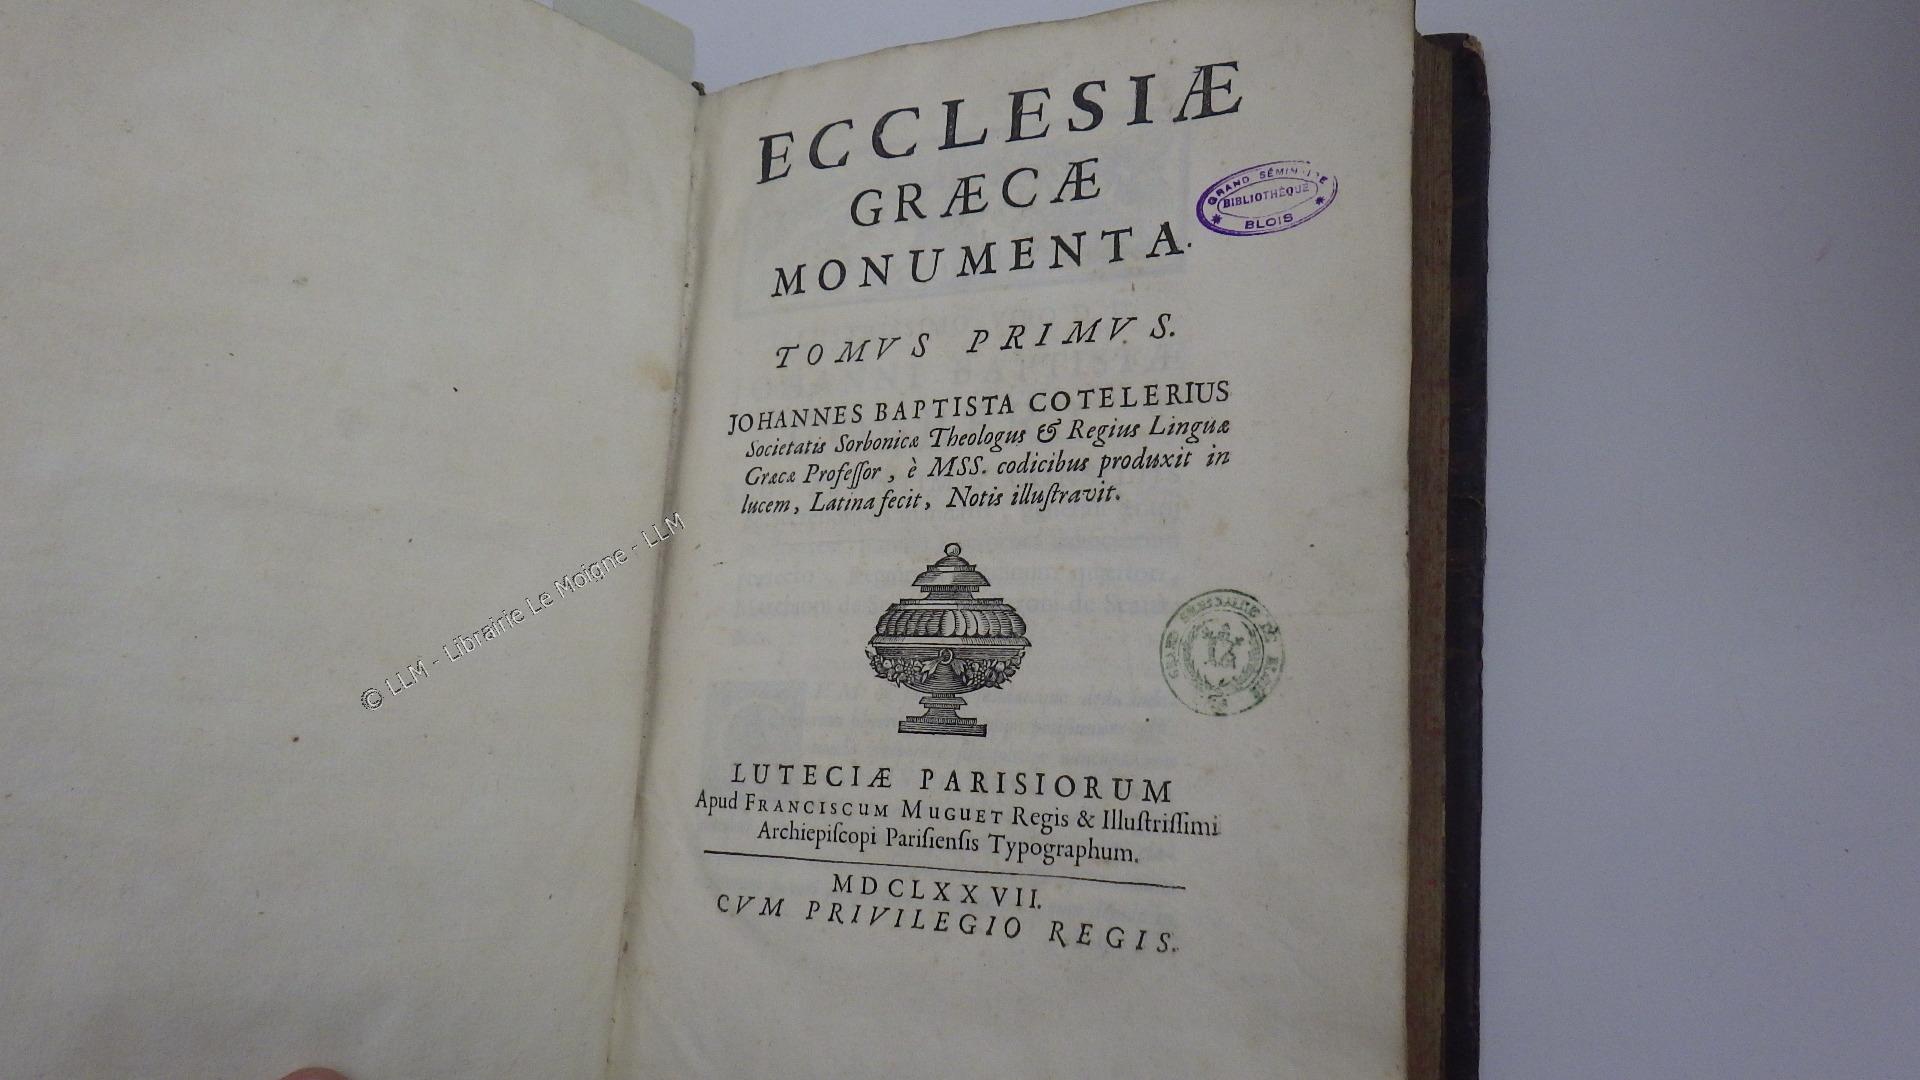 ECCLESIÆ
GRÆCÆ
MONUMENTA.
TOMVS PRIMVS.
JOHANNES BAPTISTA COTELERIUS
Societatis Sorbonicæ Theologus & Regius Linguæ
Græcæ Profeſſor, è MSS. codicibus produxit in
lucem, Latina fecit, Notis illuſtravit.
LUTECIÆ PARISIORUM
Apud FRANCISCUM MUGUET Regis & Illuſtriſſimi
Archiepiſcopi Pariſienſis Typographum.
MDCLXXVII.
CVM PRIVILEGIO REGIS.
GRAND SÉMINAIRE
BIBLIOTHÈQUE
BLOIS
© LLM - Librairie Le Moigne - LLM